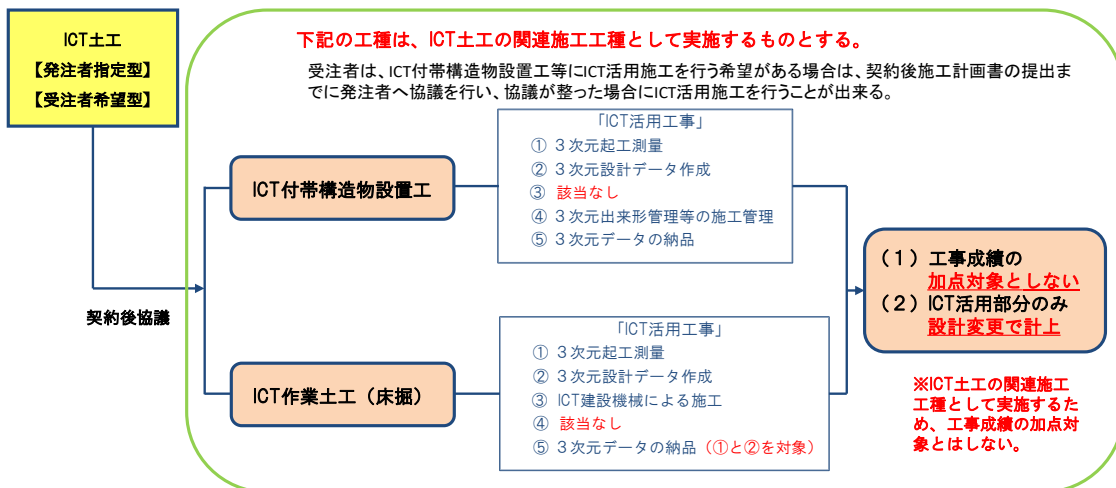 ICT土工
【発注者指定型】
【受注者希望型】
契約後協議
下記の工種は、ICT土工の関連施工工種として実施するものとする。
受注者は、ICT付帯構造物設置工等にICT活用施工を行う希望がある場合は、契約後施工計画書の提出ま
でに発注者へ協議を行い、協議が整った場合にICT活用施工を行うことが出来る。
ICT付帯構造物設置工
「ICT活用工事」
① ３次元起工測量
② ３次元設計データ作成
③ 該当なし
④ ３次元出来形管理等の施工管理
⑤ ３次元データの納品
ICT作業土工（床掘）
「ICT活用工事」
① ３次元起工測量
② ３次元設計データ作成
③ ICT建設機械による施工
④ 該当なし
⑤ ３次元データの納品（①と②を対象）
（１）工事成績の
加点対象としない
（２）ICT活用部分のみ
設計変更で計上
※ICT土工の関連施工
工種として実施するた
め、工事成績の加点対
象とはしない。